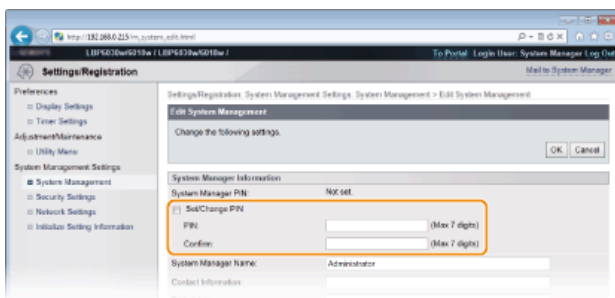 http://192.168.0.215/m_system_edit.html
LBP6030w/6018w / LBP6030w/6018w /
To Portal Login User: System Manager Log Out
Settings/Registration
Mail to System Manager
Preferences
Display Settings
Timer Settings
Adjustment/Maintenance
Utility Menu
System Management Settings
System Management
Security Settings
Network Settings
Initialize Setting Information
Settings/Registration: System Management Settings: System Management > Edit System Management
Edit System Management
Change the following settings.
OK Cancel
System Manager Information
System Manager PIN: Not set.
Set/Change PIN
PIN: (Max 7 digits)
Confirm: (Max 7 digits)
System Manager Name: Administrator
Contact Information: